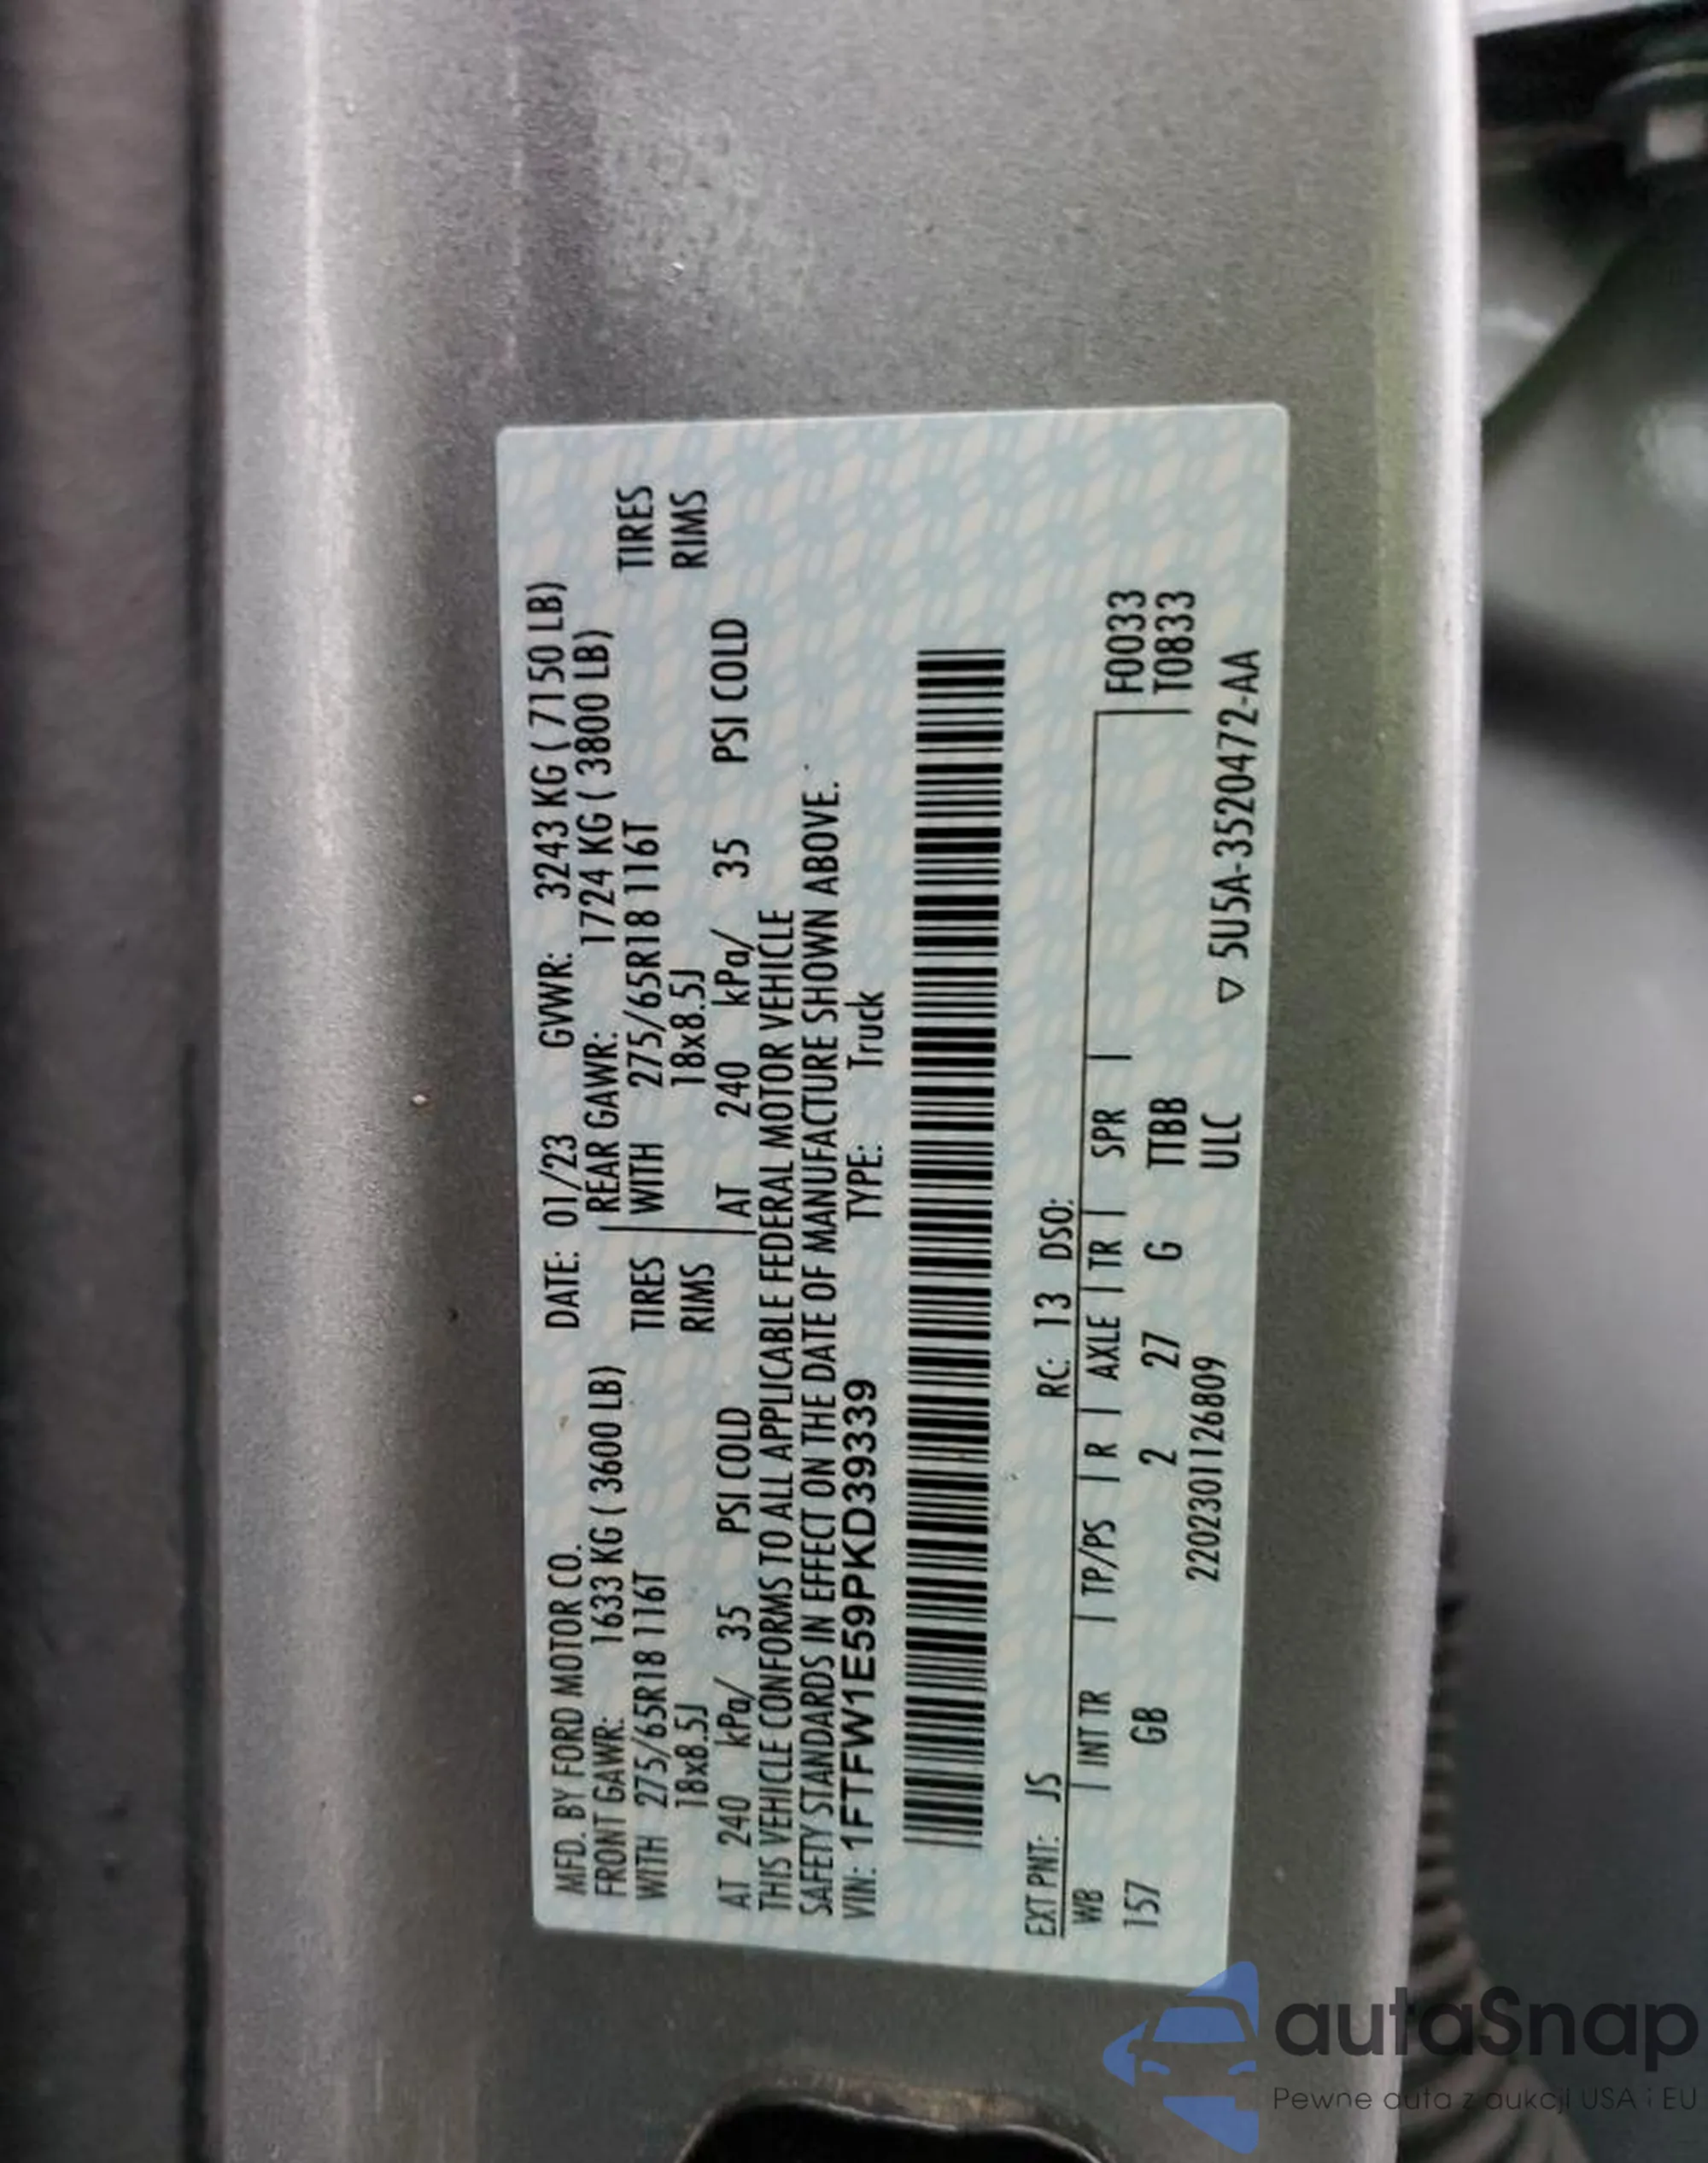 MFD. BY FORD MOTOR CO. DATE: 01/23 GVWR: 3243 KG ( 7150 LB)
FRONT GAWR: 1633 KG ( 3600 LB) REAR GAWR: 1724 KG ( 3800 LB)
WITH 275/65R18 116T TIRES WITH 275/65R18 116T TIRES
18x8.5J RIMS 18x8.5J RIMS
AT 240 kPa/ 35 PSI COLD AT 240 kPa/ 35 PSI COLD
THIS VEHICLE CONFORMS TO ALL APPLICABLE FEDERAL MOTOR VEHICLE
SAFETY STANDARDS IN EFFECT ON THE DATE OF MANUFACTURE SHOWN ABOVE.
VIN: 1FTFW1E59PKD39339 TYPE: Truck
EXT PNT: JS RC: 13 DSO:
WB | INT TR | TP/PS | R | AXLE | TR | SPR | F0033
157 GB 2 27 G TTBB T0833
2202301126809 ULC ▽ 5U5A-3520472-AA
autaSnap
Pewne auta z aukcji USA i EU